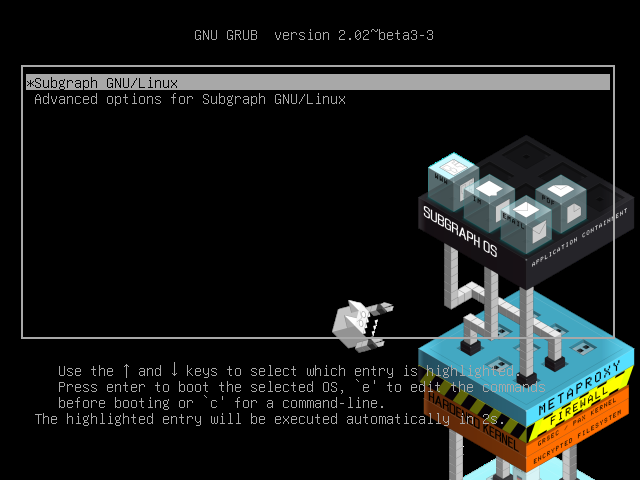 GNU GRUB  version 2.02~beta3-3
*Subgraph GNU/Linux
Advanced options for Subgraph GNU/Linux
WWW
IM
EMAIL
PDF
SUBGRAPH OS
APPLICATION CONTAINMENT
Use the ↑ and ↓ keys to select which entry is highlighted.
Press enter to boot the selected OS, `e' to edit the commands
before booting or `c' for a command-line.
The highlighted entry will be executed automatically in 2s.
METAPROXY
FIREWALL
HARDENED KERNEL
GRSEC / PAX KERNEL
ENCRYPTED FILESYSTEM